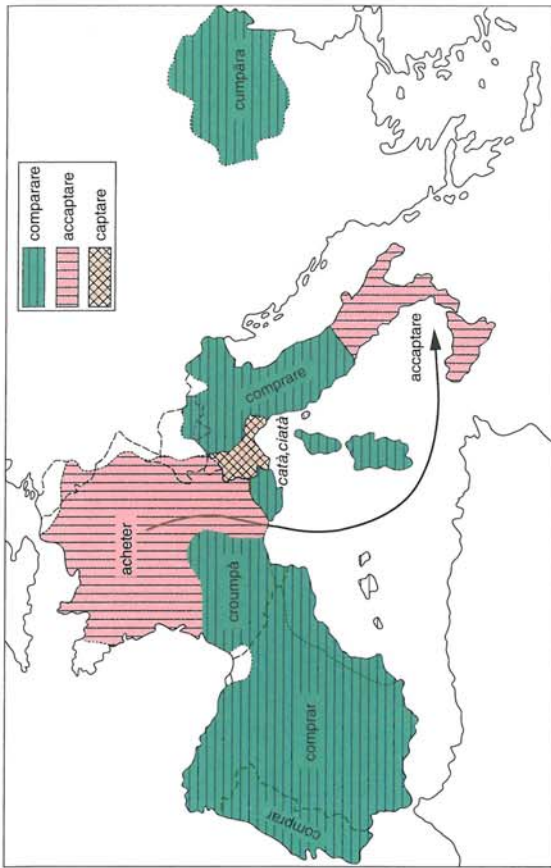 comparare
accaptare
captare
cumpăra
acheter
comprare
catà,ciatà
accaptare
croumpà
comprar
comprar